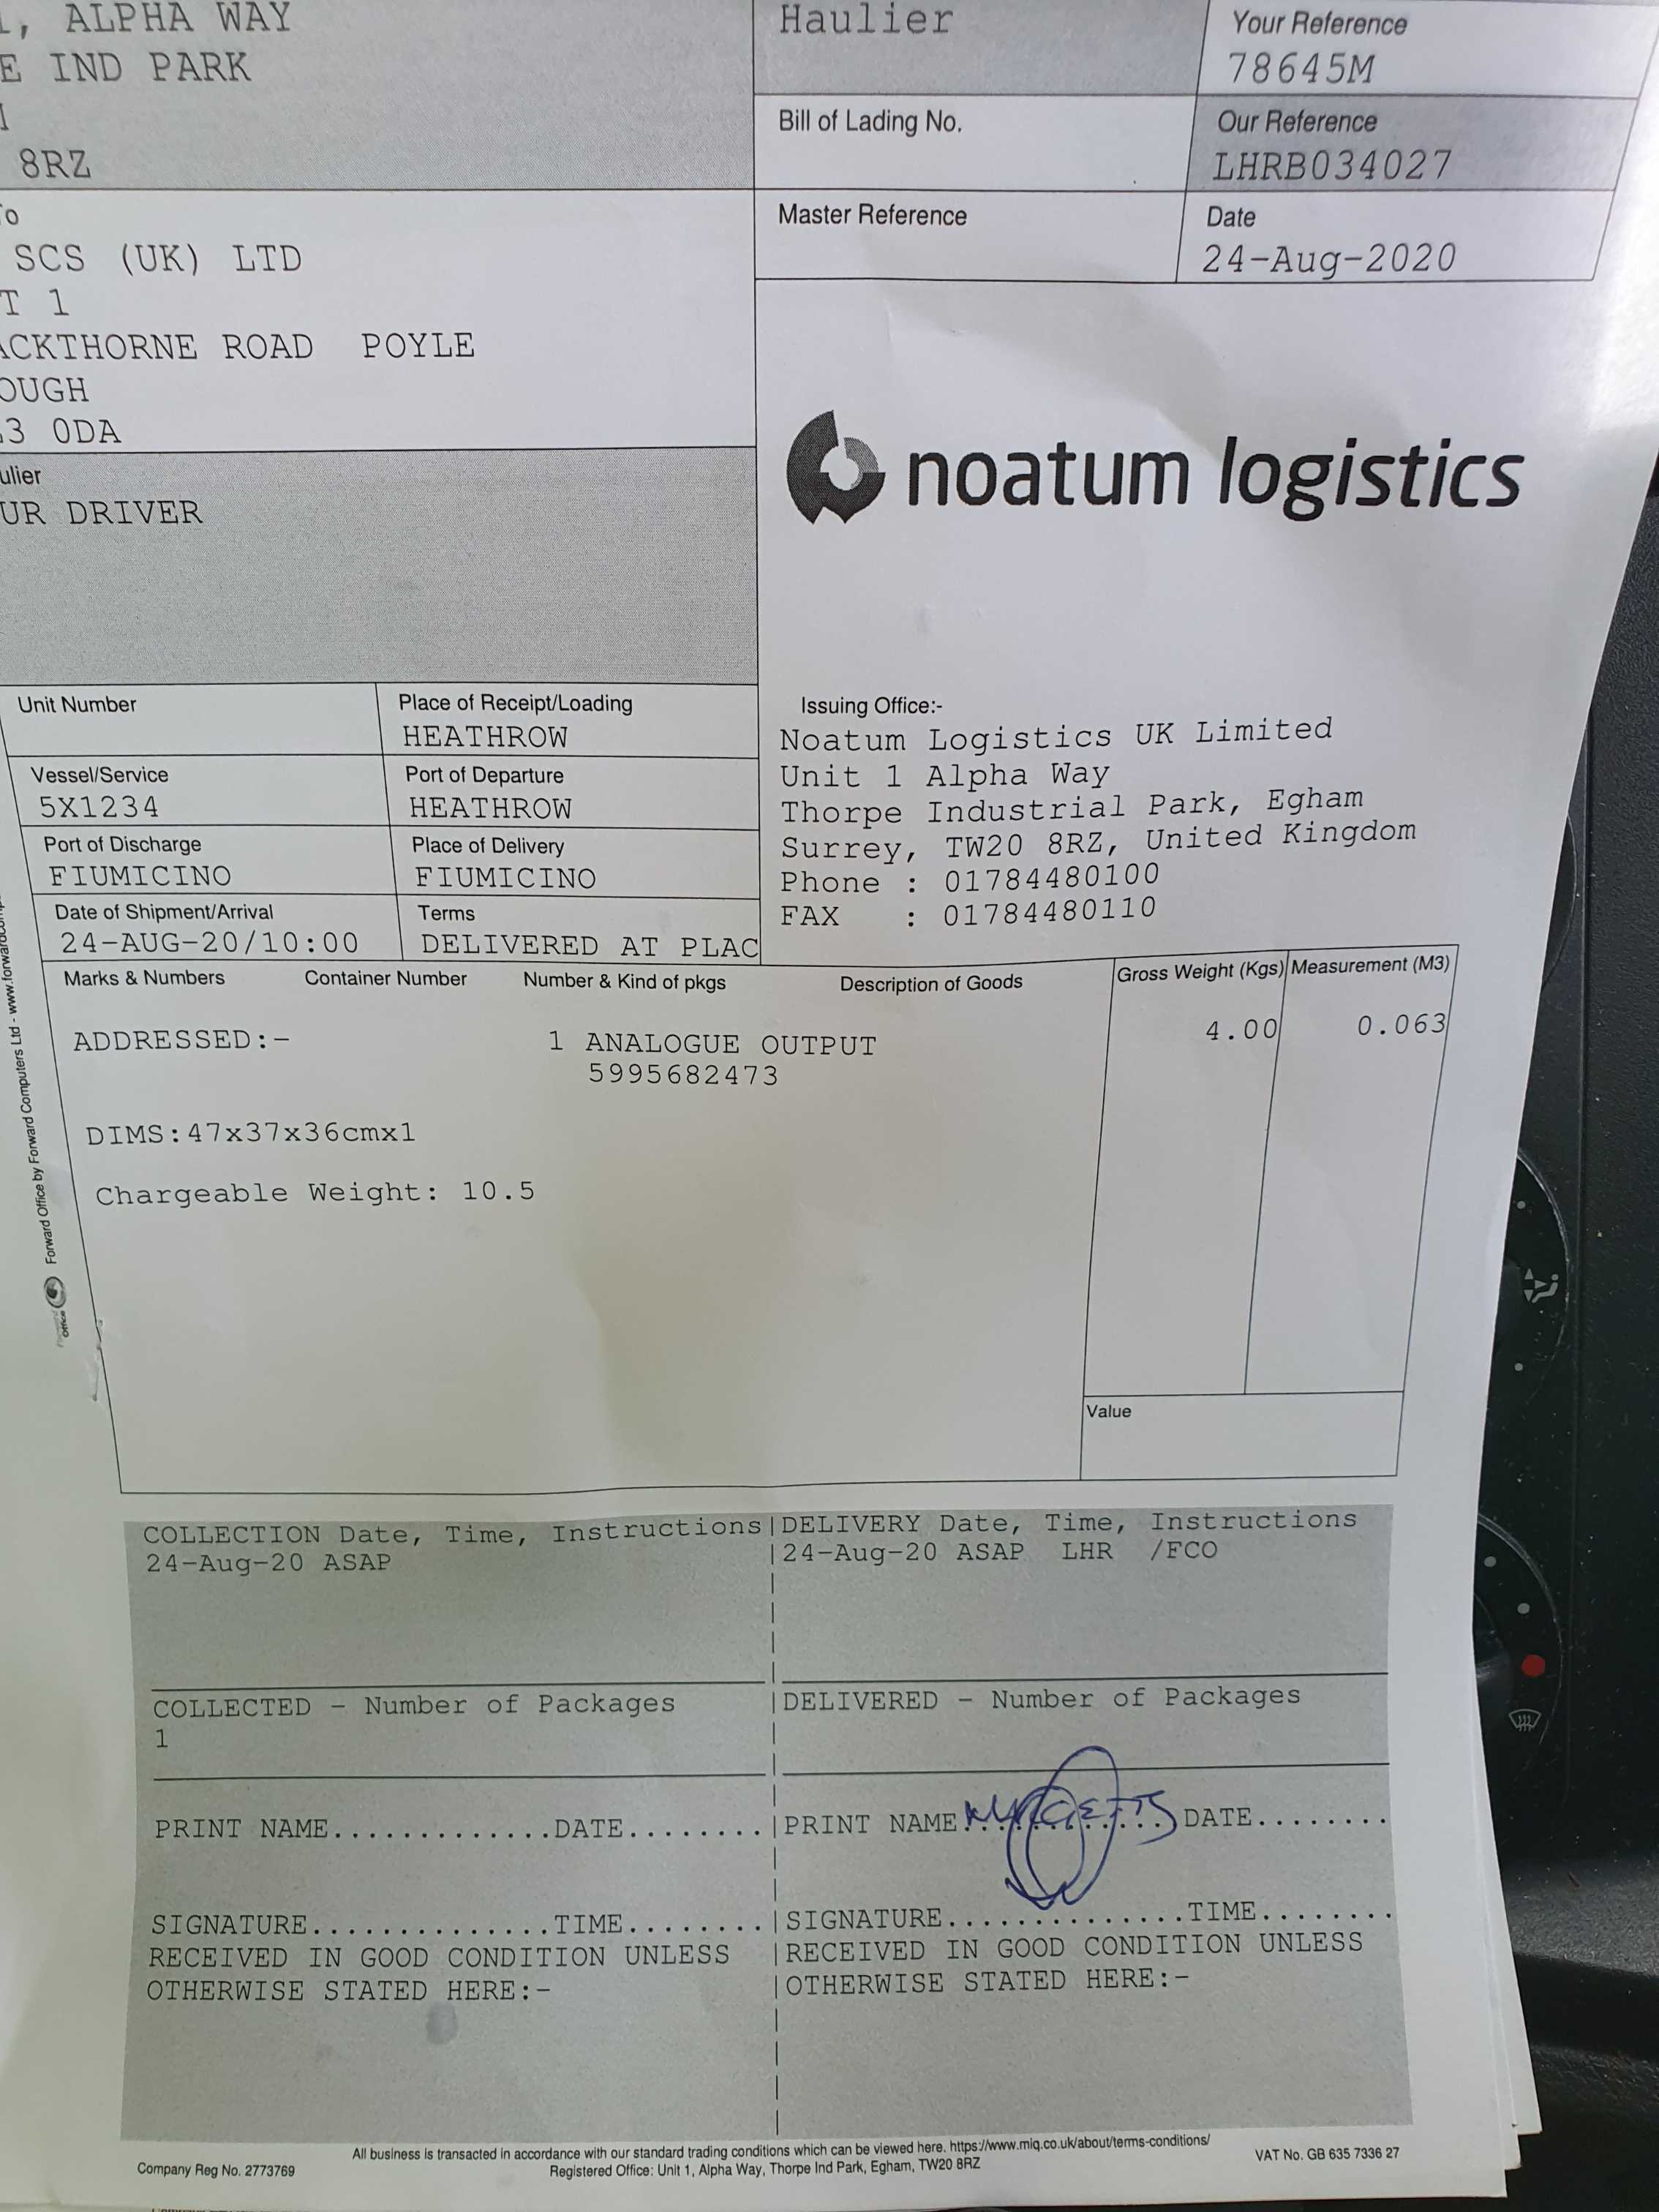 , ALPHA WAY
E IND PARK
8RZ
Haulier
Your Reference
78645M
Bill of Lading No.
Our Reference
LHRB034027
Master Reference
Date
24-Aug-2020
SCS (UK) LTD
T 1
ACKTHORNE ROAD POYLE
OUGH
3 0DA
ulier
UR DRIVER
noatum logistics
Unit Number
Place of Receipt/Loading
HEATHROW
Vessel/Service
5X1234
Port of Departure
HEATHROW
Port of Discharge
FIUMICINO
Place of Delivery
FIUMICINO
Date of Shipment/Arrival
24-AUG-20/10:00
Terms
DELIVERED AT PLAC
Issuing Office:-
Noatum Logistics UK Limited
Unit 1 Alpha Way
Thorpe Industrial Park, Egham
Surrey, TW20 8RZ, United Kingdom
Phone : 01784480100
FAX : 01784480110
Marks & Numbers Container Number Number & Kind of pkgs Description of Goods Gross Weight (Kgs) Measurement (M3)
ADDRESSED:- 1 ANALOGUE OUTPUT 4.00 0.063
5995682473
DIMS:47x37x36cmx1
Chargeable Weight: 10.5
Value
Forward Office by Forward Computers Ltd - www.forwardcom
Office
COLLECTION Date, Time, Instructions
24-Aug-20 ASAP
DELIVERY Date, Time, Instructions
24-Aug-20 ASAP LHR /FCO
COLLECTED - Number of Packages
1
DELIVERED - Number of Packages
PRINT NAME.............DATE........
PRINT NAME.............DATE........
SIGNATURE..............TIME........
SIGNATURE..............TIME........
RECEIVED IN GOOD CONDITION UNLESS
OTHERWISE STATED HERE:-
RECEIVED IN GOOD CONDITION UNLESS
OTHERWISE STATED HERE:-
All business is transacted in accordance with our standard trading conditions which can be viewed here. https://www.miq.co.uk/about/terms-conditions/
Company Reg No. 2773769
Registered Office: Unit 1, Alpha Way, Thorpe Ind Park, Egham, TW20 8RZ
VAT No. GB 635 7336 27